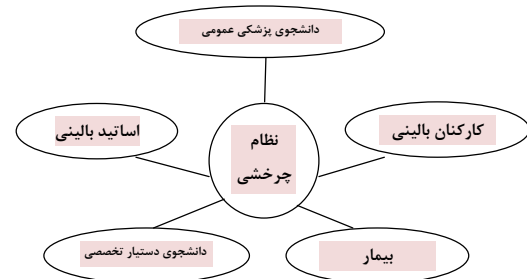 دانشجوی پزشکی عمومی
کارکنان بالینی
اساتید بالینی
نظام
چرخشی
بیمار
دانشجوی دستیار تخصصی